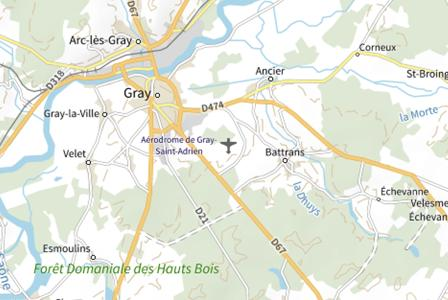 D67
Arc-lès-Gray
Corneux
Ancier
St-Broing
D318
Gray
D474
Gray-la-Ville
la Morte
Aérodrome de Gray-
Saint-Adrien
Velet
Battrans
la Dhuys
Échevanne
Velesme
Échevan
D21
D67
Esmoulins
Forêt Domaniale des Hauts Bois
Saône